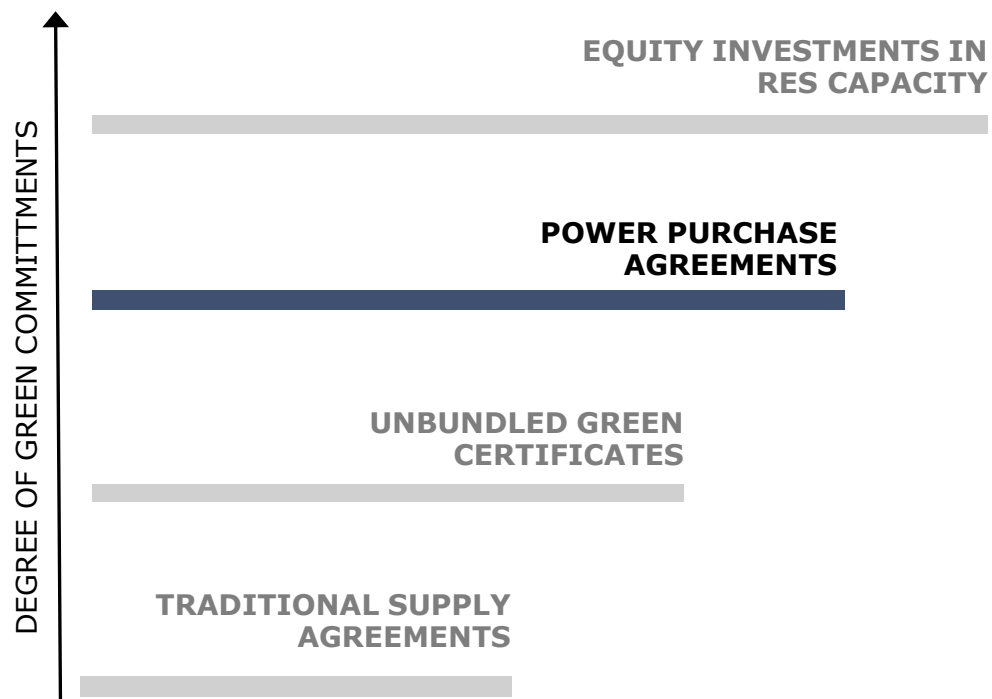 EQUITY INVESTMENTS IN
RES CAPACITY
POWER PURCHASE
AGREEMENTS
UNBUNDLED GREEN
CERTIFICATES
TRADITIONAL SUPPLY
AGREEMENTS
DEGREE OF GREEN COMMITTMENTS